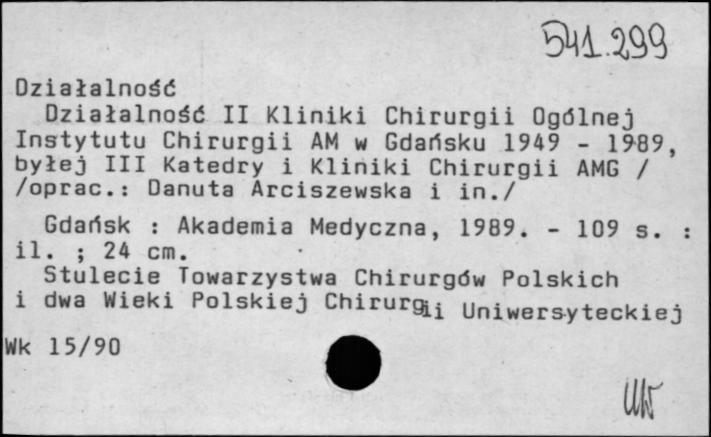 541.299
Działalność
Działalność II Kliniki Chirurgii Ogólnej
Instytutu Chirurgii AM w Gdańsku 1949 - 1989,
byłej III Katedry i Kliniki Chirurgii AMG /
/oprac.: Danuta Arciszewska i in./
Gdańsk : Akademia Medyczna, 1989. - 109 s. :
il. ; 24 cm.
Stulecie Towarzystwa Chirurgów Polskich
i dwa Wieki Polskiej Chirurgii Uniwersyteckiej
Wk 15/90